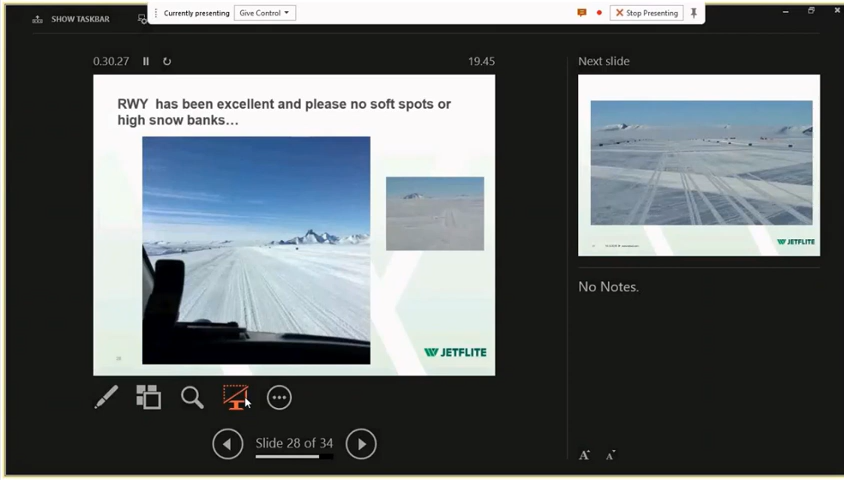 SHOW TASKBAR
Currently presenting
Give Control
Stop Presenting
0.30.27
19.45
Next slide
RWY has been excellent and please no soft spots or
high snow banks…
JETFLITE
JETFLITE
No Notes.
Slide 28 of 34
A
A